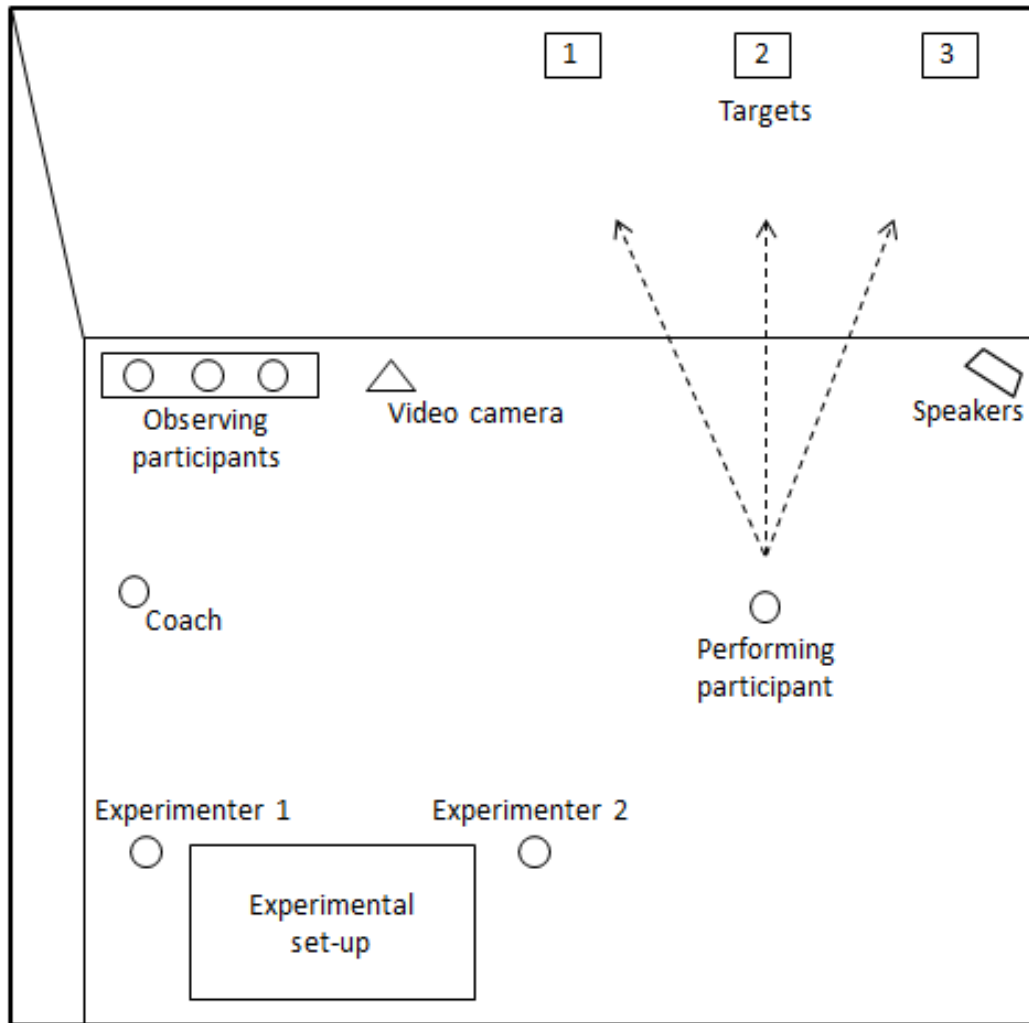 1
2
3
Targets
Observing
participants
Video camera
Speakers
Coach
Performing
participant
Experimenter 1
Experimenter 2
Experimental
set-up